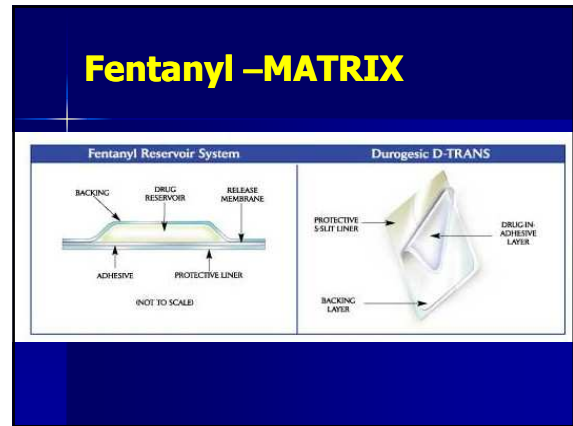 Fentanyl –MATRIX
Fentanyl Reservoir System
BACKING
DRUG
RESERVOIR
RELEASE
MEMBRANE
ADHESIVE
PROTECTIVE LINER
(NOT TO SCALE)
Durogesic D-TRANS
PROTECTIVE
S-SLIT LINER
DRUG IN-
ADHESIVE
LAYER
BACKING
LAYER